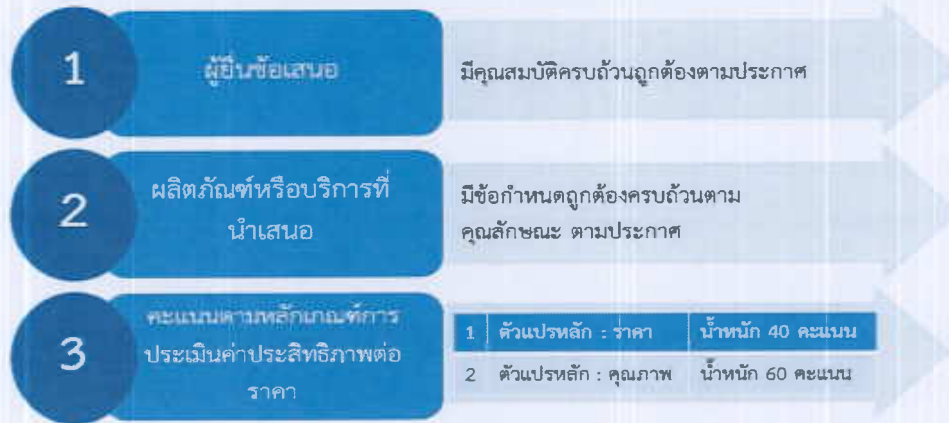 1
ผู้ยื่นข้อเสนอ
มีคุณสมบัติครบถ้วนถูกต้องตามประกาศ
2
ผลิตภัณฑ์หรือบริการที่
นำเสนอ
มีข้อกำหนดถูกต้องครบถ้วนตาม
คุณลักษณะ ตามประกาศ
3
คะแนนตามหลักเกณฑ์การ
ประเมินค่าประสิทธิภาพต่อ
ราคา
1 ตัวแปรหลัก : ราคา น้ำหนัก 40 คะแนน
2 ตัวแปรหลัก : คุณภาพ น้ำหนัก 60 คะแนน